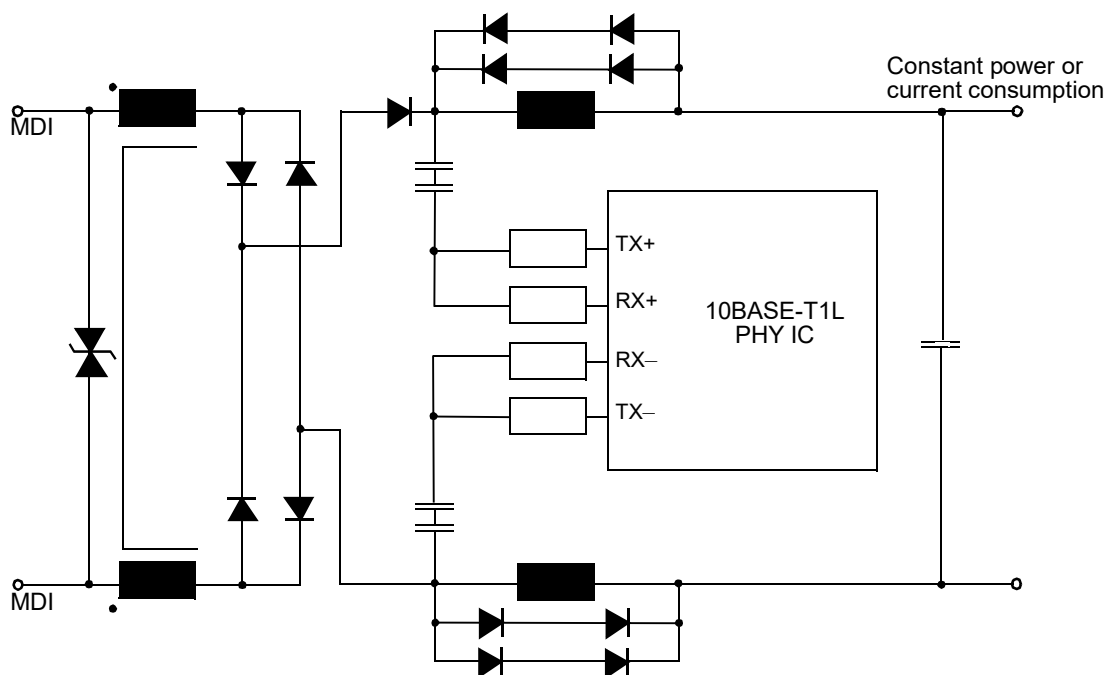 Constant power or
current consumption
MDI
TX+
RX+
10BASE-T1L
PHY IC
RX–
TX–
MDI